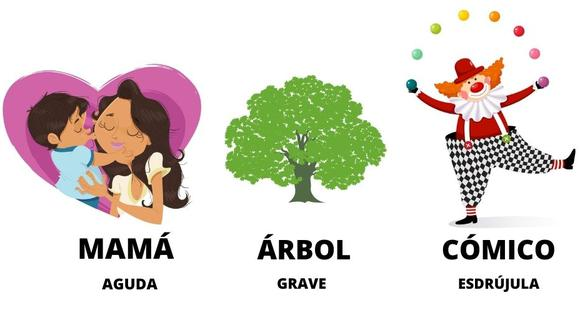 MAMÁ ÁRBOL CÓMICO
AGUDA GRAVE ESDRÚJULA